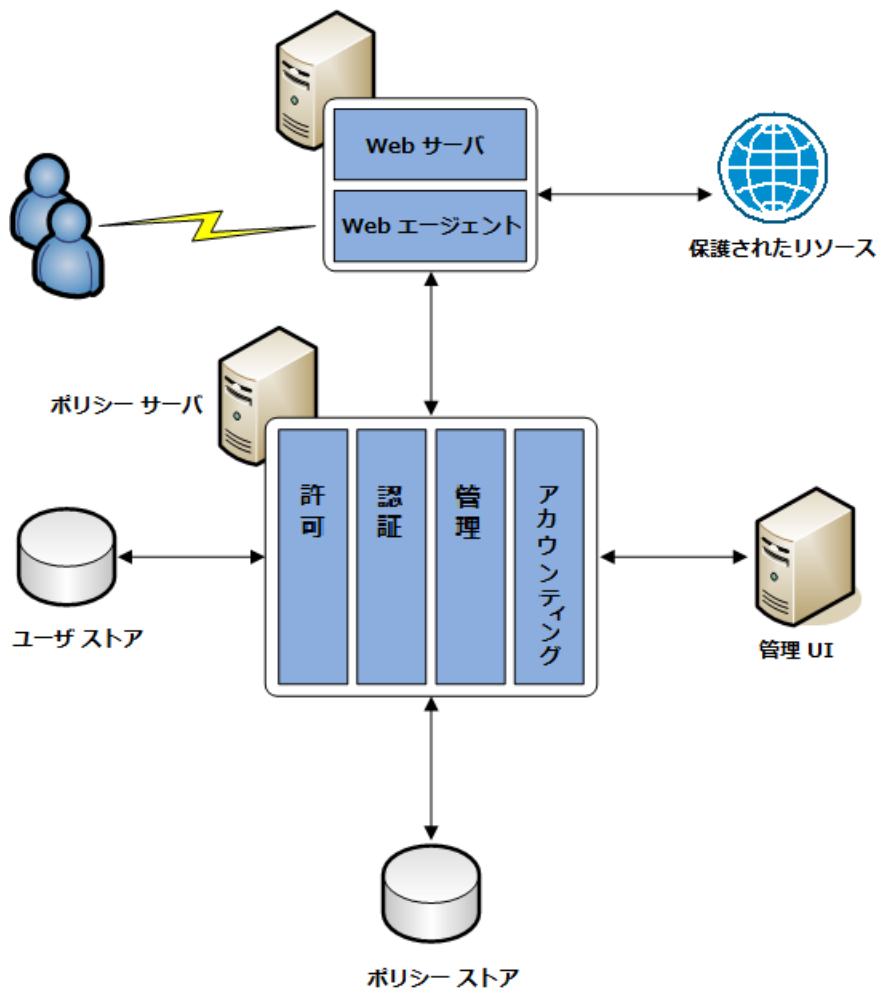 Web サーバ
Web エージェント
保護されたリソース
ポリシー サーバ
許可
認証
管理
アカウンティング
ユーザ ストア
管理 UI
ポリシー ストア